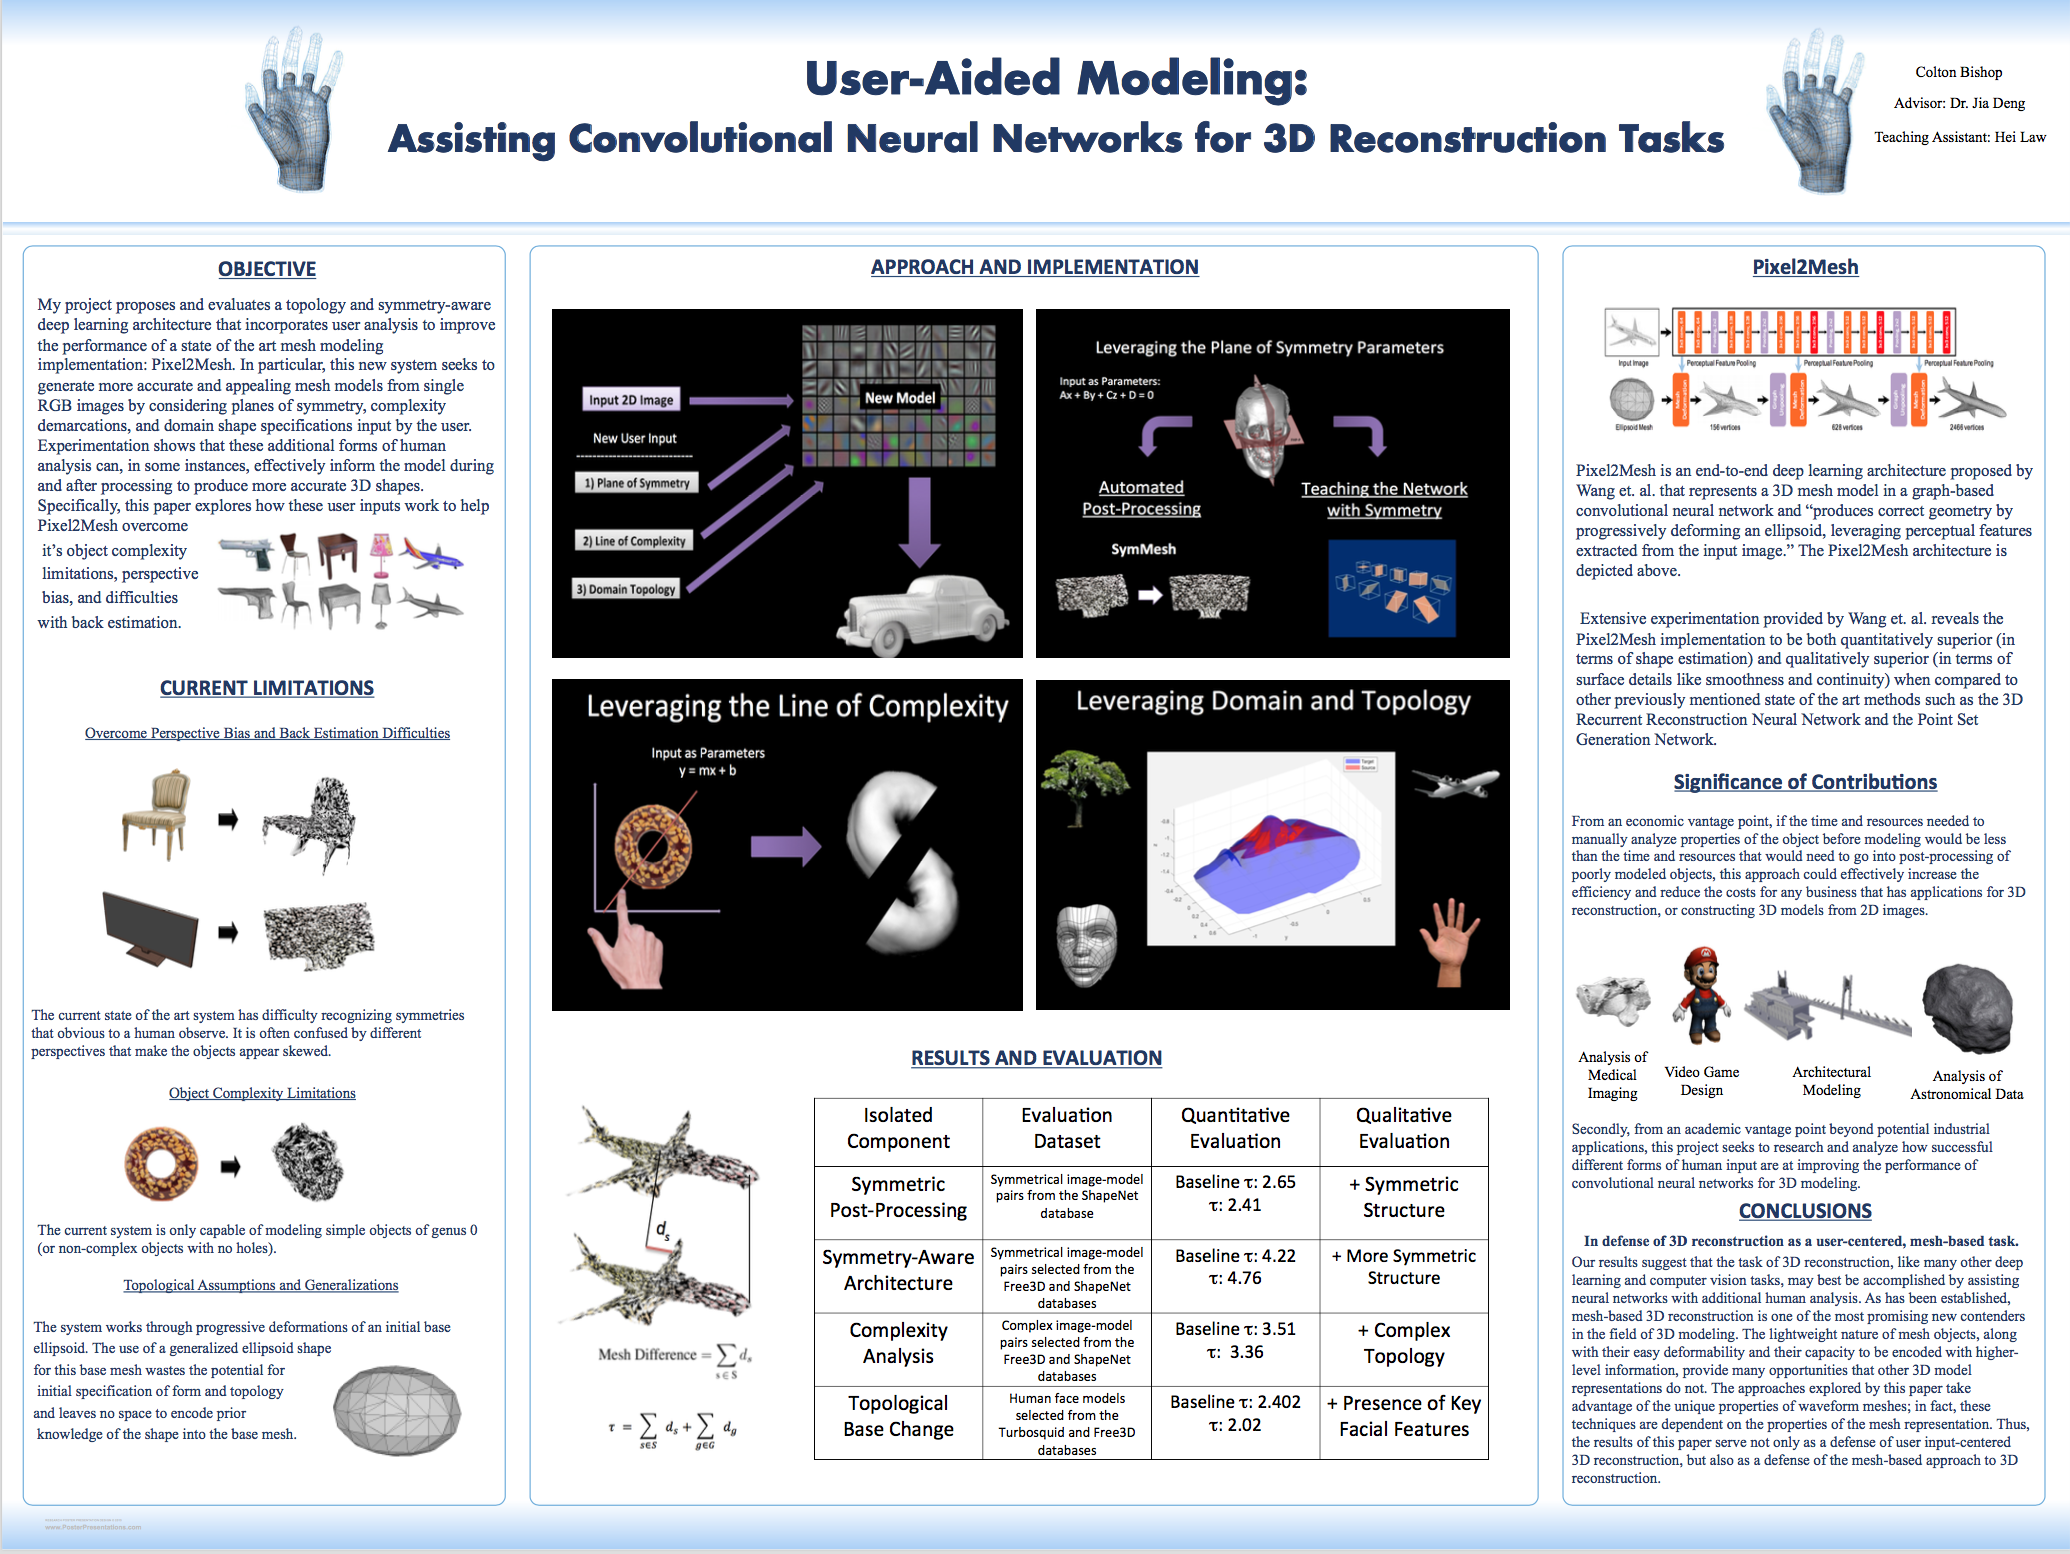 User-Aided Modeling:
Assisting Convolutional Neural Networks for 3D Reconstruction Tasks
Colton Bishop
Advisor: Dr. Jia Deng
Teaching Assistant: Hei Law
OBJECTIVE
My project proposes and evaluates a topology and symmetry-aware
deep learning architecture that incorporates user analysis to improve
the performance of a state of the art mesh modeling
implementation: Pixel2Mesh. In particular, this new system seeks to
generate more accurate and appealing mesh models from single
RGB images by considering planes of symmetry, complexity
demarcations, and domain shape specifications input by the user.
Experimentation shows that these additional forms of human
analysis can, in some instances, effectively inform the model during
and after processing to produce more accurate 3D shapes.
Specifically, this paper explores how these user inputs work to help
Pixel2Mesh overcome
it's object complexity
limitations, perspective
bias, and difficulties
with back estimation.
CURRENT LIMITATIONS
Overcome Perspective Bias and Back Estimation Difficulties
The current state of the art system has difficulty recognizing symmetries
that obvious to a human observe. It is often confused by different
perspectives that make the objects appear skewed.
Object Complexity Limitations
The current system is only capable of modeling simple objects of genus 0
(or non-complex objects with no holes).
Topological Assumptions and Generalizations
The system works through progressive deformations of an initial base
ellipsoid. The use of a generalized ellipsoid shape
for this base mesh wastes the potential for
initial specification of form and topology
and leaves no space to encode prior
knowledge of the shape into the base mesh.
www.PosterPresentations.com
APPROACH AND IMPLEMENTATION
Input 2D Image
New User Input
1) Plane of Symmetry
2) Line of Complexity
3) Domain Topology
New Model
Leveraging the Plane of Symmetry Parameters
Input as Parameters:
Ax + By + Cz + D = 0
Automated
Post-Processing
SymMesh
Teaching the Network
with Symmetry
Leveraging the Line of Complexity
Input as Parameters
y = mx + b
Leveraging Domain and Topology
Target
Source
RESULTS AND EVALUATION
d_s
Mesh Difference = ∑ d_s
s ∈ S
τ = ∑ d_s + ∑ d_g
s∈S g∈G
Isolated
Component
Evaluation
Dataset
Quantitative
Evaluation
Qualitative
Evaluation
Symmetric
Post-Processing
Symmetrical image-model
pairs from the ShapeNet
database
Baseline τ: 2.65
τ: 2.41
+ Symmetric
Structure
Symmetry-Aware
Architecture
Symmetrical image-model
pairs selected from the
Free3D and ShapeNet
databases
Baseline τ: 4.22
τ: 4.76
+ More Symmetric
Structure
Complexity
Analysis
Complex image-model
pairs selected from the
Free3D and ShapeNet
databases
Baseline τ: 3.51
τ: 3.36
+ Complex
Topology
Topological
Base Change
Human face models
selected from the
Turbosquid and Free3D
databases
Baseline τ: 2.402
τ: 2.02
+ Presence of Key
Facial Features
Pixel2Mesh
Input Image
Perceptual Feature Pooling
Perceptual Feature Pooling
Perceptual Feature Pooling
Mesh Deformation
Graph Unpooling
Mesh Deformation
Graph Unpooling
Mesh Deformation
Ellipsoid Mesh
156 vertices
628 vertices
2466 vertices
Pixel2Mesh is an end-to-end deep learning architecture proposed by
Wang et. al. that represents a 3D mesh model in a graph-based
convolutional neural network and “produces correct geometry by
progressively deforming an ellipsoid, leveraging perceptual features
extracted from the input image.” The Pixel2Mesh architecture is
depicted above.
Extensive experimentation provided by Wang et. al. reveals the
Pixel2Mesh implementation to be both quantitatively superior (in
terms of shape estimation) and qualitatively superior (in terms of
surface details like smoothness and continuity) when compared to
other previously mentioned state of the art methods such as the 3D
Recurrent Reconstruction Neural Network and the Point Set
Generation Network.
Significance of Contributions
From an economic vantage point, if the time and resources needed to
manually analyze properties of the object before modeling would be less
than the time and resources that would need to go into post-processing of
poorly modeled objects, this approach could effectively increase the
efficiency and reduce the costs for any business that has applications for 3D
reconstruction, or constructing 3D models from 2D images.
Analysis of
Medical
Imaging
Video Game
Design
Architectural
Modeling
Analysis of
Astronomical Data
Secondly, from an academic vantage point beyond potential industrial
applications, this project seeks to research and analyze how successful
different forms of human input are at improving the performance of
convolutional neural networks for 3D modeling.
CONCLUSIONS
In defense of 3D reconstruction as a user-centered, mesh-based task.
Our results suggest that the task of 3D reconstruction, like many other deep
learning and computer vision tasks, may best be accomplished by assisting
neural networks with additional human analysis. As has been established,
mesh-based 3D reconstruction is one of the most promising new contenders
in the field of 3D modeling. The lightweight nature of mesh objects, along
with their easy deformability and their capacity to be encoded with higher-
level information, provide many opportunities that other 3D model
representations do not. The approaches explored by this paper take
advantage of the unique properties of waveform meshes; in fact, these
techniques are dependent on the properties of the mesh representation. Thus,
the results of this paper serve not only as a defense of user input-centered
3D reconstruction, but also as a defense of the mesh-based approach to 3D
reconstruction.